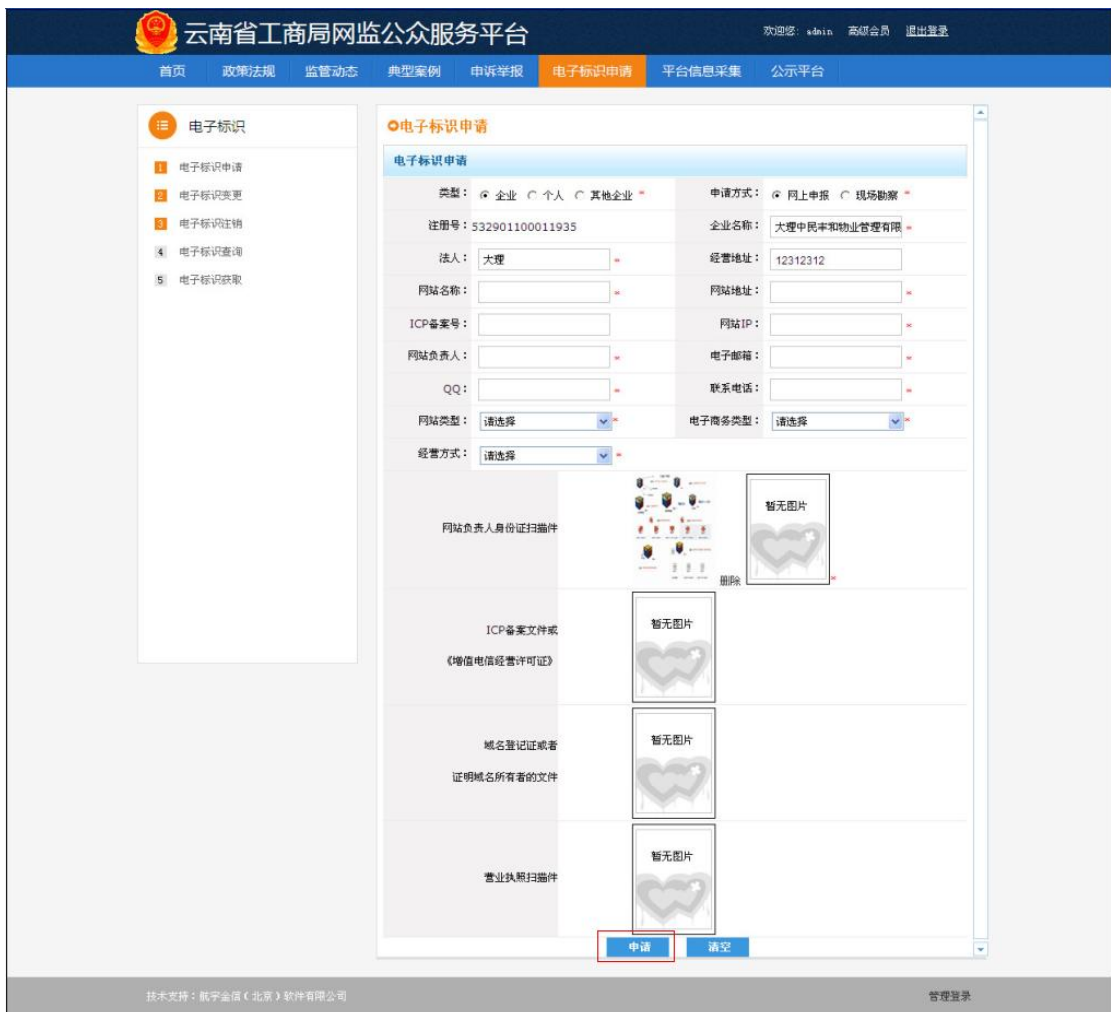 云南省工商局网监公众服务平台
欢迎您：admin 高级会员 退出登录
首页 政策法规 监管动态 典型案例 申诉举报 电子标识申请 平台信息采集 公示平台
电子标识
1 电子标识申请
2 电子标识变更
3 电子标识注销
4 电子标识查询
5 电子标识获取
电子标识申请
电子标识申请
类型： 企业 个人 其他企业 * 申请方式： 网上申报 现场勘察 *
注册号：532901100011935 企业名称： 大理中民丰和物业管理有限 *
法人： 大理 * 经营地址： 12312312
网站名称： * 网站地址： *
ICP备案号： 网站IP： *
网站负责人： * 电子邮箱： *
QQ： * 联系电话： *
网站类型： 请选择 * 电子商务类型： 请选择 *
经营方式： 请选择 *
网站负责人身份证扫描件 删除 暂无图片 *
ICP备案文件或
《增值电信经营许可证》
暂无图片
域名登记证或者
证明域名所有者的文件
暂无图片
营业执照扫描件
暂无图片
申请 清空
技术支持：航宇金信（北京）软件有限公司 管理登录